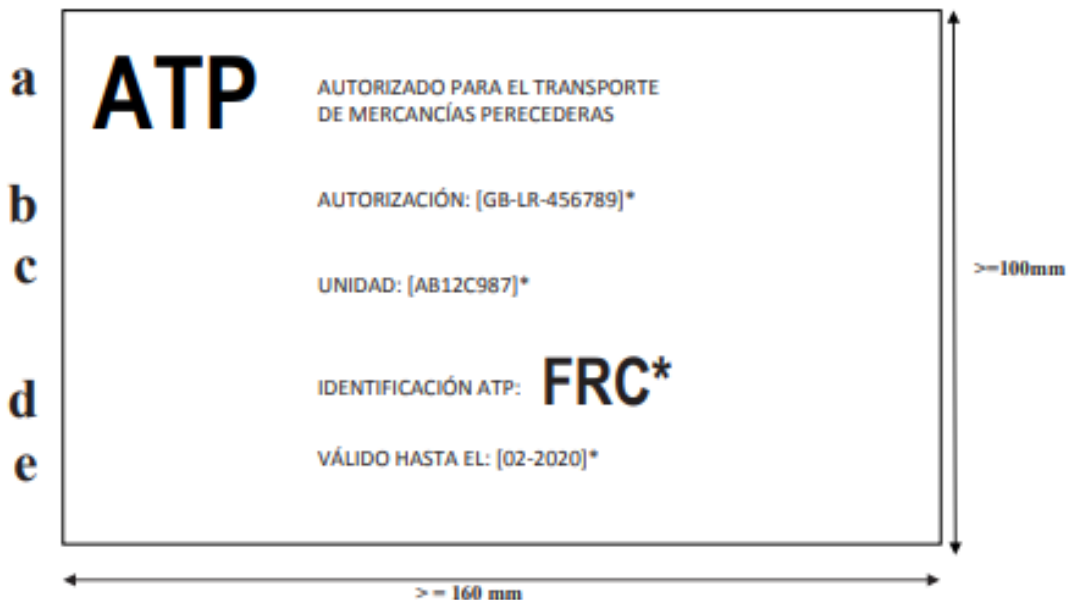 a ATP AUTORIZADO PARA EL TRANSPORTE
DE MERCANCÍAS PERECEDERAS
b AUTORIZACIÓN: [GB-LR-456789]*
c UNIDAD: [AB12C987]*
>=100mm
d IDENTIFICACIÓN ATP: FRC*
e VÁLIDO HASTA EL: [02-2020]*
> = 160 mm